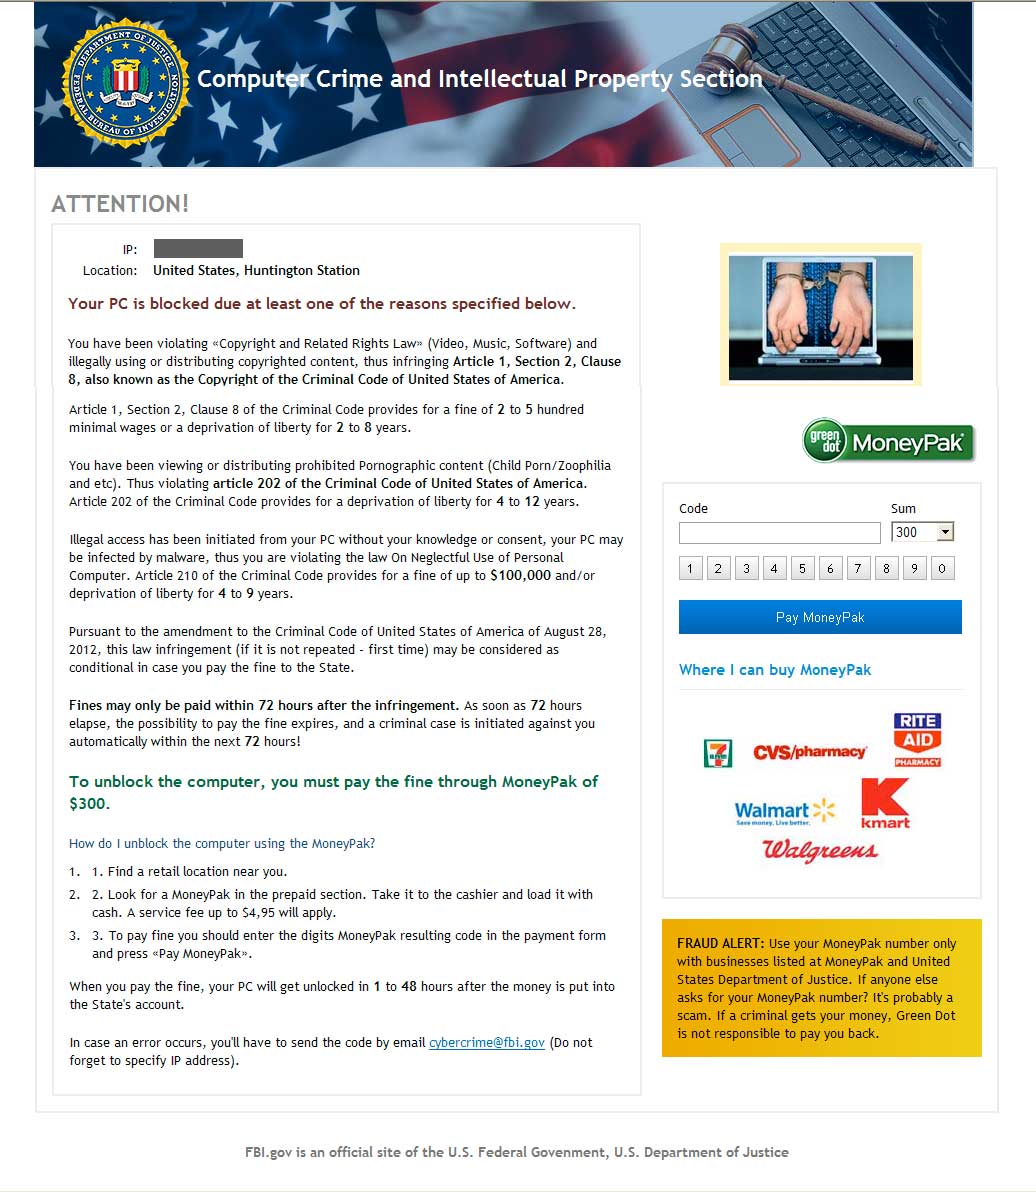 DEPARTMENT OF JUSTICE
FEDERAL BUREAU OF INVESTIGATION
Computer Crime and Intellectual Property Section
ATTENTION!
IP:
Location: United States, Huntington Station
Your PC is blocked due at least one of the reasons specified below.
You have been violating «Copyright and Related Rights Law» (Video, Music, Software) and
illegally using or distributing copyrighted content, thus infringing Article 1, Section 2, Clause
8, also known as the Copyright of the Criminal Code of United States of America.
Article 1, Section 2, Clause 8 of the Criminal Code provides for a fine of 2 to 5 hundred
minimal wages or a deprivation of liberty for 2 to 8 years.
You have been viewing or distributing prohibited Pornographic content (Child Porn/Zoophilia
and etc). Thus violating article 202 of the Criminal Code of United States of America.
Article 202 of the Criminal Code provides for a deprivation of liberty for 4 to 12 years.
Illegal access has been initiated from your PC without your knowledge or consent, your PC may
be infected by malware, thus you are violating the law On Neglectful Use of Personal
Computer. Article 210 of the Criminal Code provides for a fine of up to $100,000 and/or
deprivation of liberty for 4 to 9 years.
Pursuant to the amendment to the Criminal Code of United States of America of August 28,
2012, this law infringement (if it is not repeated - first time) may be considered as
conditional in case you pay the fine to the State.
Fines may only be paid within 72 hours after the infringement. As soon as 72 hours
elapse, the possibility to pay the fine expires, and a criminal case is initiated against you
automatically within the next 72 hours!
To unblock the computer, you must pay the fine through MoneyPak of
$300.
How do I unblock the computer using the MoneyPak?
1. 1. Find a retail location near you.
2. 2. Look for a MoneyPak in the prepaid section. Take it to the cashier and load it with
cash. A service fee up to $4,95 will apply.
3. 3. To pay fine you should enter the digits MoneyPak resulting code in the payment form
and press «Pay MoneyPak».
When you pay the fine, your PC will get unlocked in 1 to 48 hours after the money is put into
the State's account.
In case an error occurs, you'll have to send the code by email cybercrime@fbi.gov (Do not
forget to specify IP address).
green
dot
MoneyPak
Code Sum
300
1 2 3 4 5 6 7 8 9 0
Pay MoneyPak
Where I can buy MoneyPak
7 ELEVEN
CVS/pharmacy
RITE
AID
PHARMACY
Walmart
Save money. Live better.
K
kmart
Walgreens
FRAUD ALERT: Use your MoneyPak number only
with businesses listed at MoneyPak and United
States Department of Justice. If anyone else
asks for your MoneyPak number? It's probably a
scam. If a criminal gets your money, Green Dot
is not responsible to pay you back.
FBI.gov is an official site of the U.S. Federal Govenment, U.S. Department of Justice